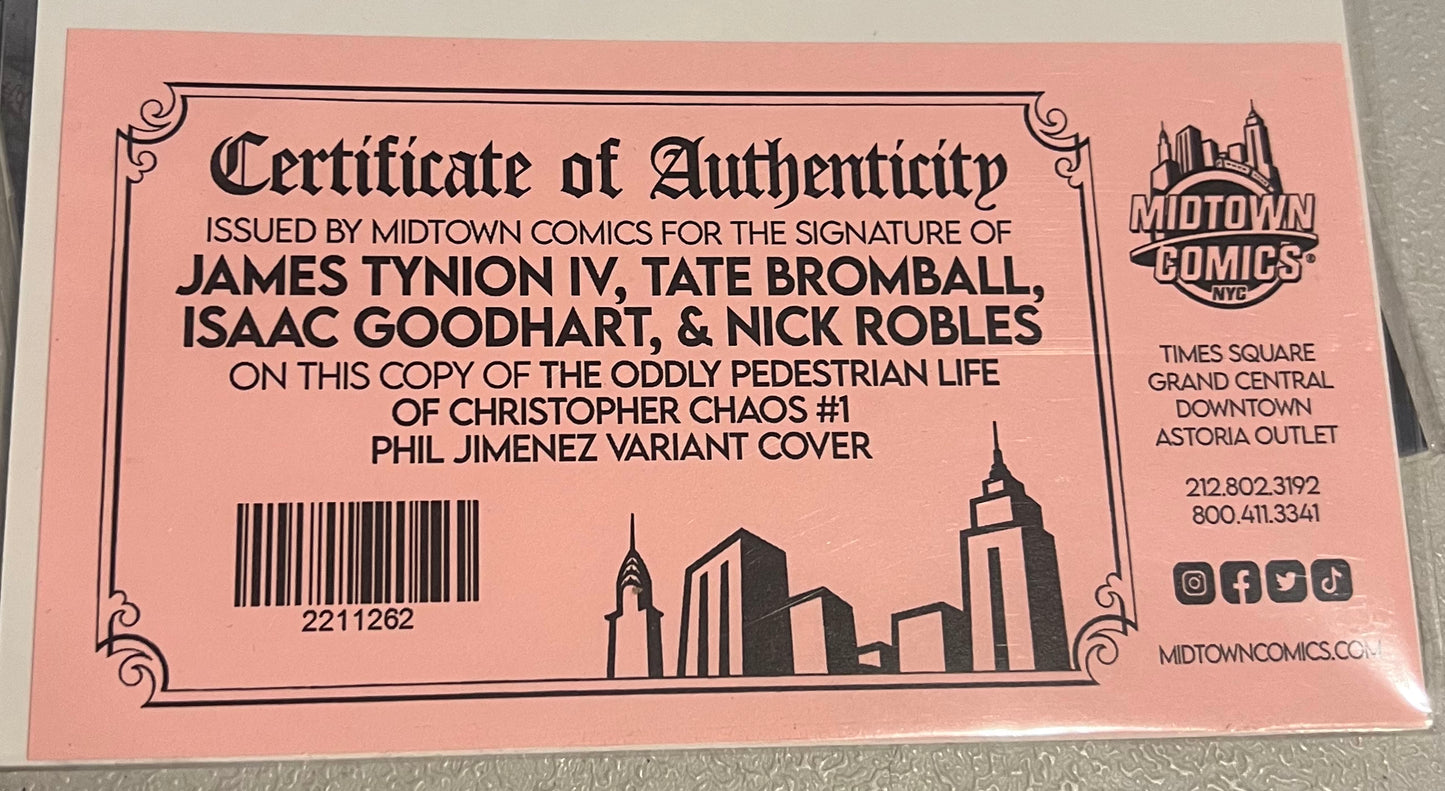 Certificate of Authenticity
ISSUED BY MIDTOWN COMICS FOR THE SIGNATURE OF
JAMES TYNION IV, TATE BROMBALL,
ISAAC GOODHART, & NICK ROBLES
ON THIS COPY OF THE ODDLY PEDESTRIAN LIFE
OF CHRISTOPHER CHAOS #1
PHIL JIMENEZ VARIANT COVER
2211262
MIDTOWN
COMICS®
NYC
TIMES SQUARE
GRAND CENTRAL
DOWNTOWN
ASTORIA OUTLET
212.802.3192
800.411.3341
MIDTOWNCOMICS.COM